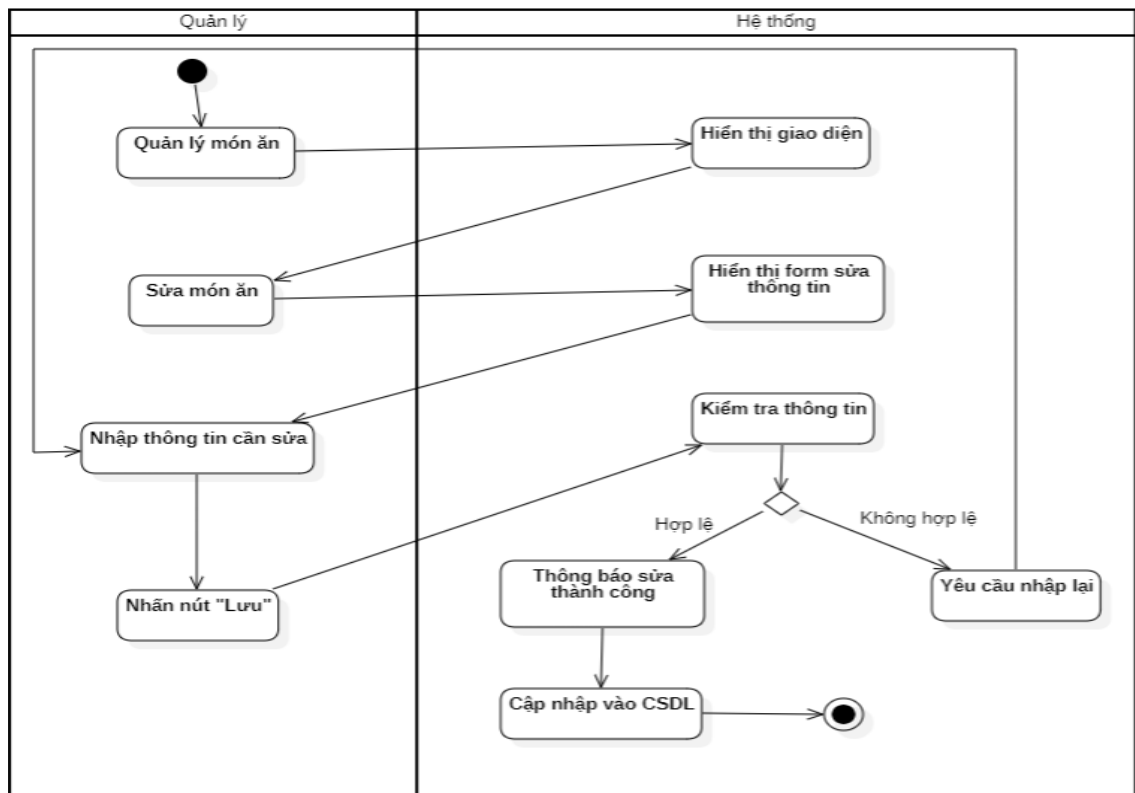 Quản lý
Hệ thống
Quản lý món ăn
Hiển thị giao diện
Sửa món ăn
Hiển thị form sửa
thông tin
Nhập thông tin cần sửa
Kiểm tra thông tin
Hợp lệ
Không hợp lệ
Nhấn nút "Lưu"
Thông báo sửa
thành công
Yêu cầu nhập lại
Cập nhập vào CSDL